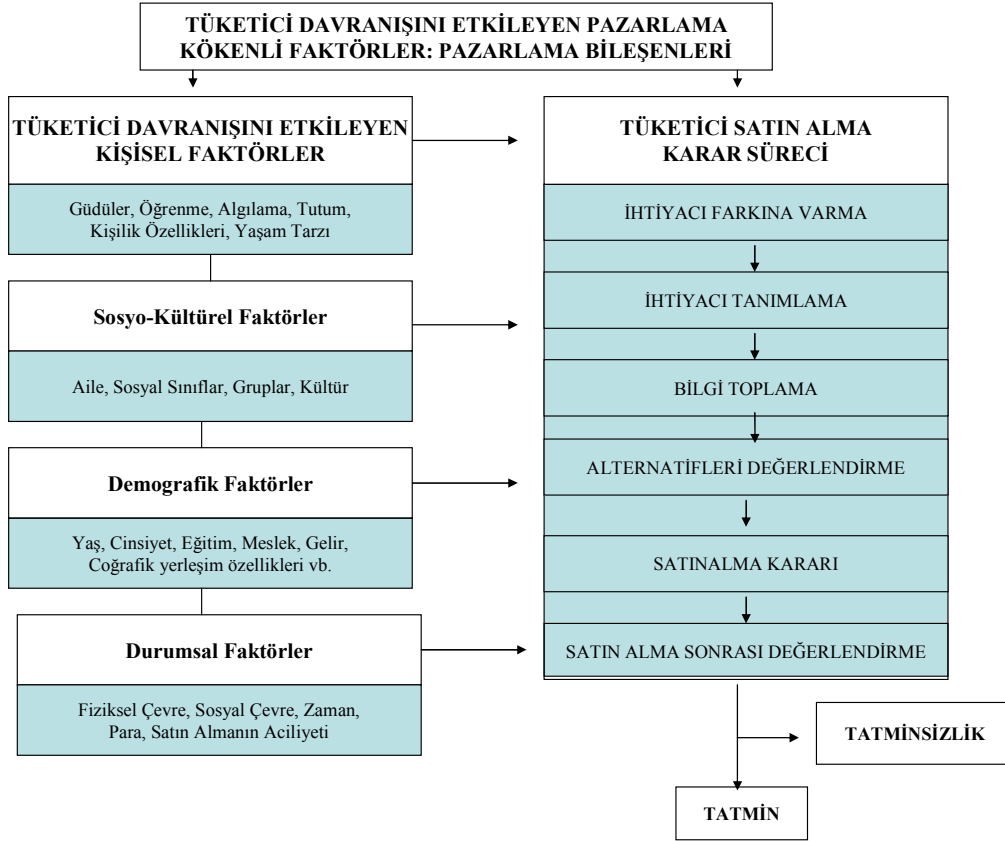 TÜKETİCİ DAVRANIŞINI ETKİLEYEN PAZARLAMA
KÖKENLİ FAKTÖRLER: PAZARLAMA BİLEŞENLERİ
TÜKETİCİ DAVRANIŞINI ETKİLEYEN
KİŞİSEL FAKTÖRLER
Güdüler, Öğrenme, Algılama, Tutum,
Kişilik Özellikleri, Yaşam Tarzı
Sosyo-Kültürel Faktörler
Aile, Sosyal Sınıflar, Gruplar, Kültür
Demografik Faktörler
Yaş, Cinsiyet, Eğitim, Meslek, Gelir,
Coğrafik yerleşim özellikleri vb.
Durumsal Faktörler
Fiziksel Çevre, Sosyal Çevre, Zaman,
Para, Satın Almanın Aciliyeti
TÜKETİCİ SATIN ALMA
KARAR SÜRECİ
İHTİYACI FARKINA VARMA
İHTİYACI TANIMLAMA
BİLGİ TOPLAMA
ALTERNATİFLERİ DEĞERLENDİRME
SATINALMA KARARI
SATIN ALMA SONRASI DEĞERLENDİRME
TATMİNSİZLİK
TATMİN